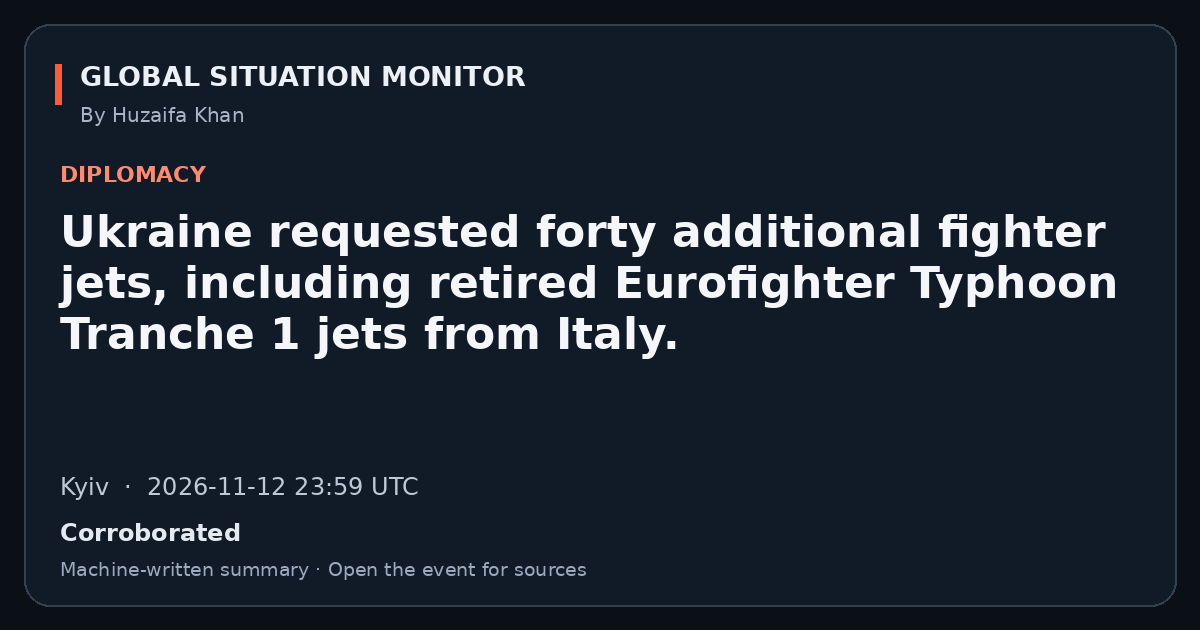 GLOBAL SITUATION MONITOR
By Huzaifa Khan
DIPLOMACY
Ukraine requested forty additional fighter
jets, including retired Eurofighter Typhoon
Tranche 1 jets from Italy.
Kyiv · 2026-11-12 23:59 UTC
Corroborated
Machine-written summary · Open the event for sources